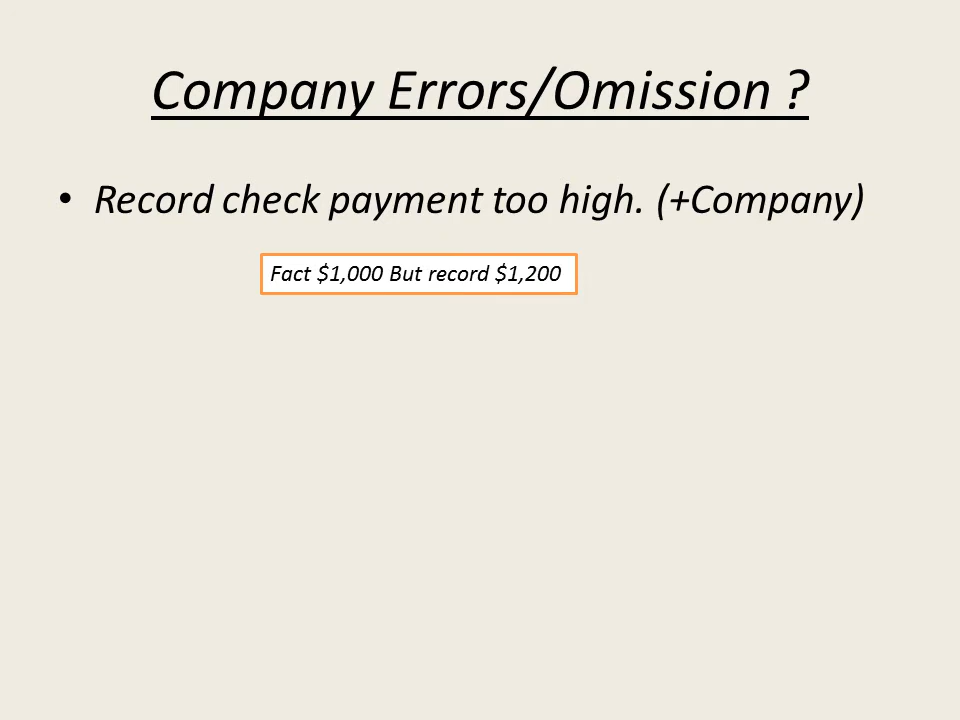 Company Errors/Omission ?
• Record check payment too high. (+Company)
Fact $1,000 But record $1,200